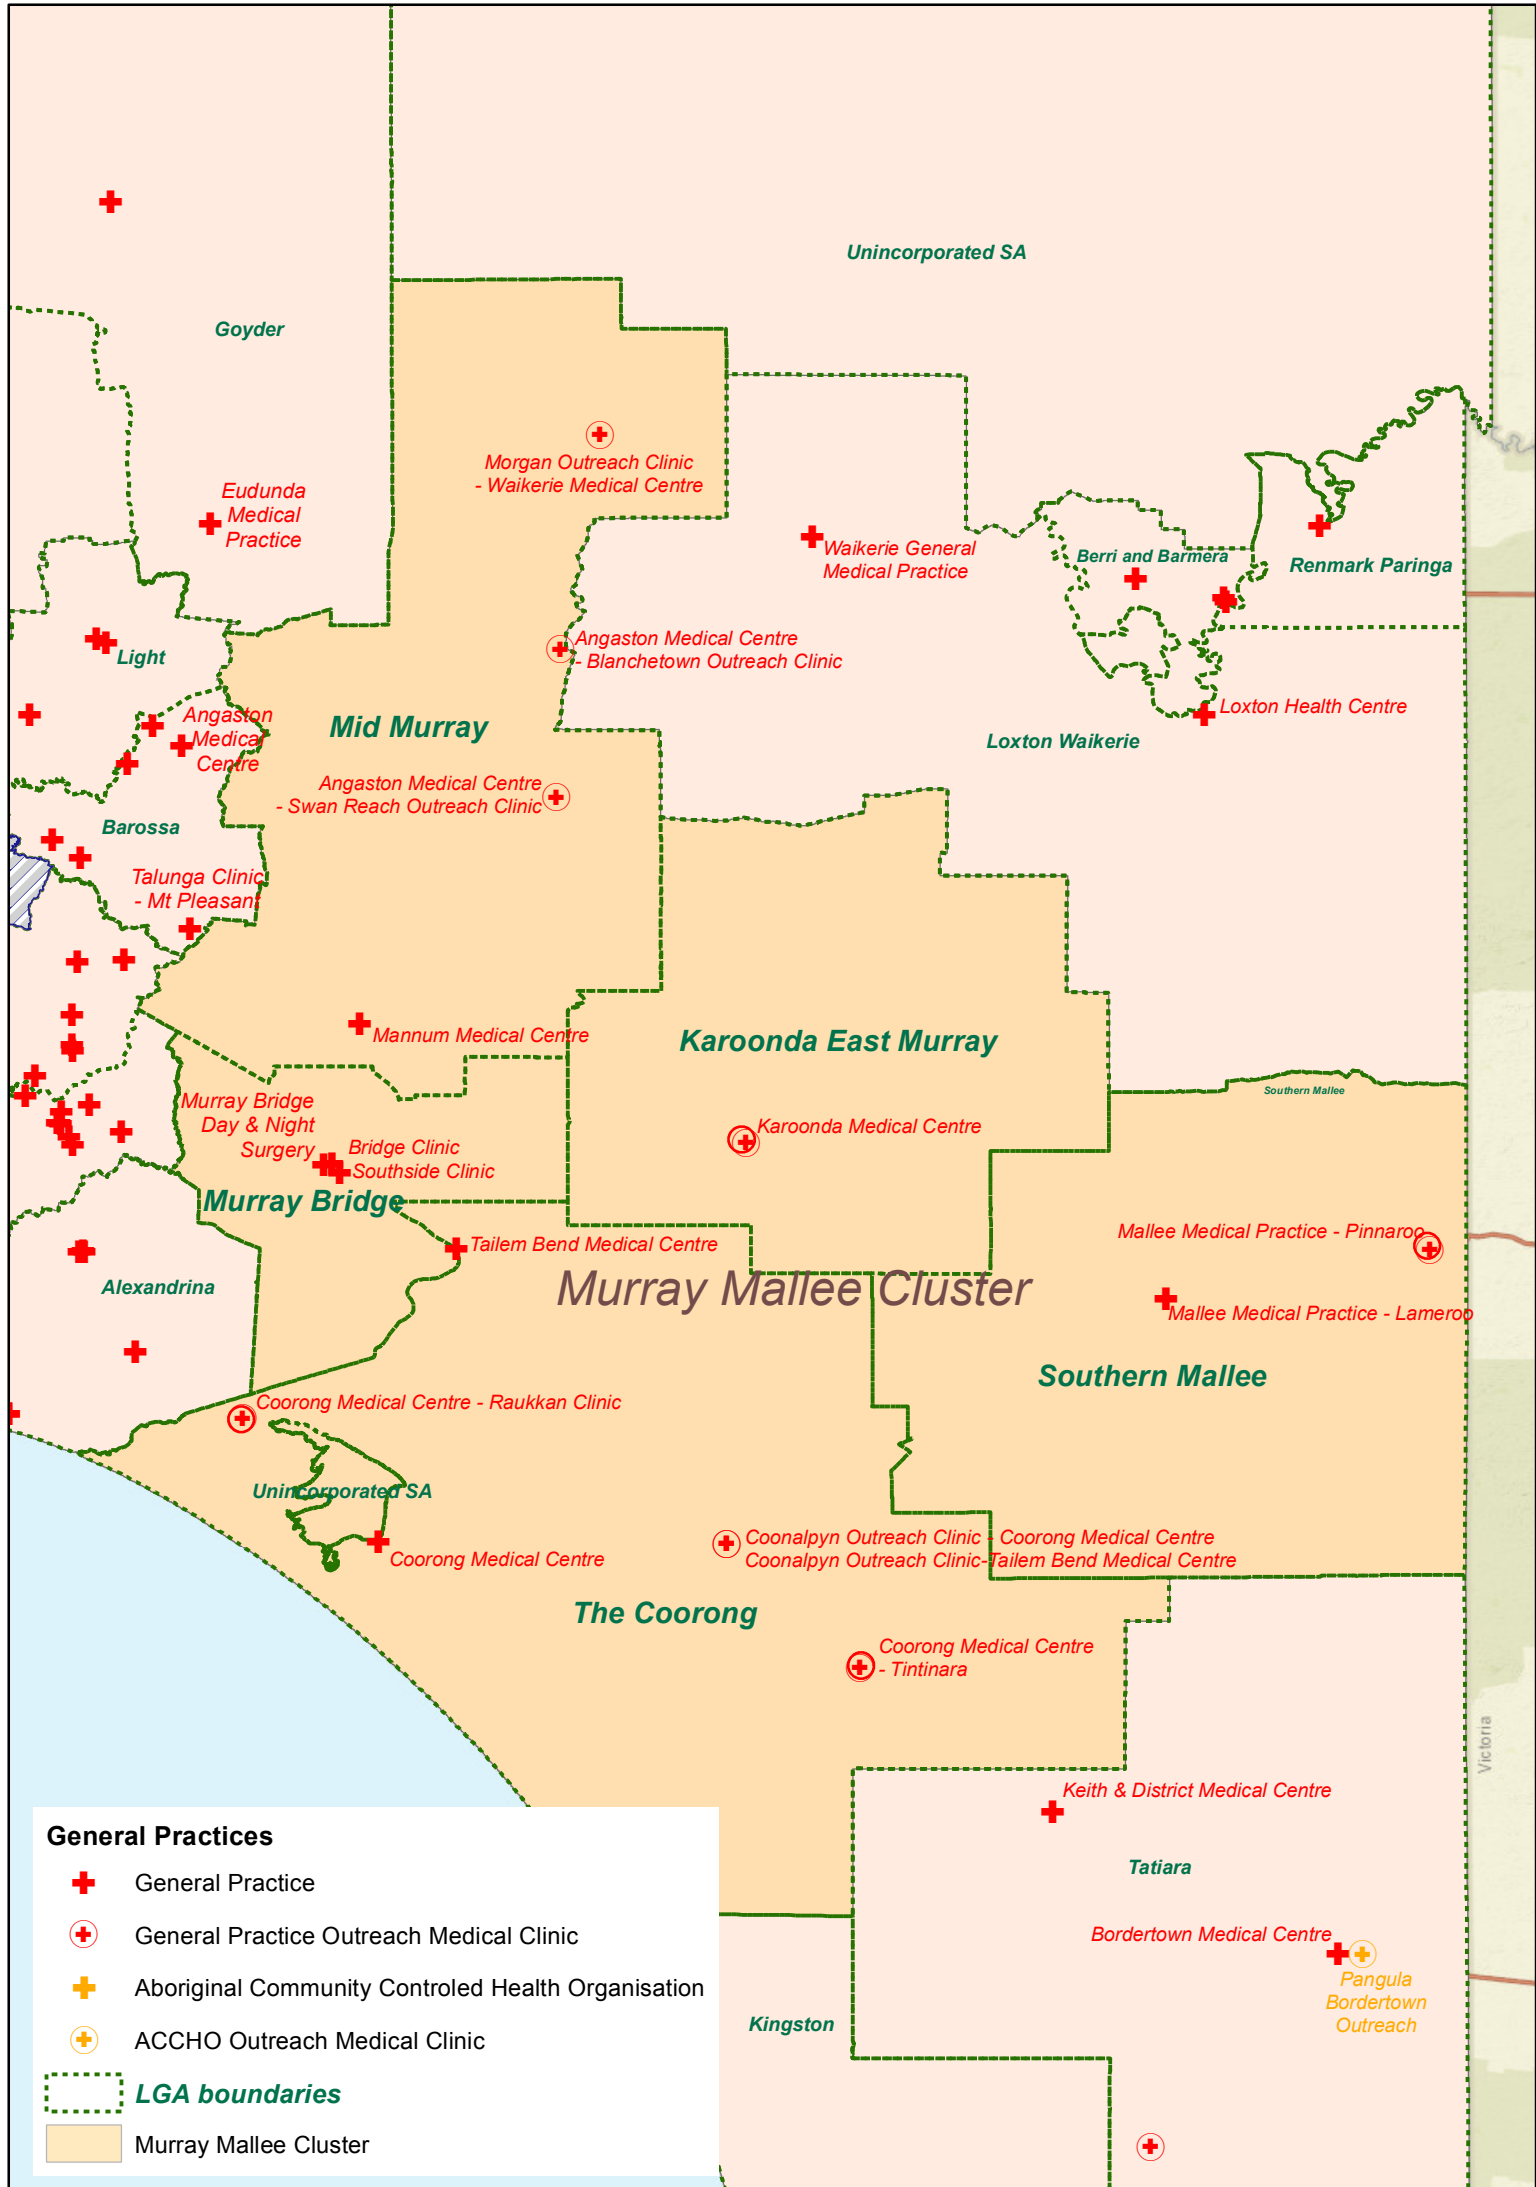 Unincorporated SA
Goyder
Morgan Outreach Clinic
- Waikerie Medical Centre
Eudunda
Medical
Practice
Waikerie General
Medical Practice
Berri and Barmera
Renmark Paringa
Angaston Medical Centre
- Blanchetown Outreach Clinic
Light
Angaston
Medical
Centre
Mid Murray
Loxton Health Centre
Loxton Waikerie
Angaston Medical Centre
- Swan Reach Outreach Clinic
Barossa
Talunga Clinic
- Mt Pleasant
Mannum Medical Centre
Karoonda East Murray
Southern Mallee
Murray Bridge
Day & Night
Surgery
Bridge Clinic
Southside Clinic
Karoonda Medical Centre
Murray Bridge
Tailem Bend Medical Centre
Mallee Medical Practice - Pinnaroo
Alexandrina
Murray Mallee Cluster
Mallee Medical Practice - Lameroo
Southern Mallee
Coorong Medical Centre - Raukkan Clinic
Unincorporated SA
Coorong Medical Centre
Coonalpyn Outreach Clinic - Coorong Medical Centre
Coonalpyn Outreach Clinic-Tailem Bend Medical Centre
The Coorong
Coorong Medical Centre
- Tintinara
Victoria
Keith & District Medical Centre
Tatiara
Bordertown Medical Centre
Pangula
Bordertown
Outreach
Kingston
General Practices
General Practice
General Practice Outreach Medical Clinic
Aboriginal Community Controled Health Organisation
ACCHO Outreach Medical Clinic
LGA boundaries
Murray Mallee Cluster